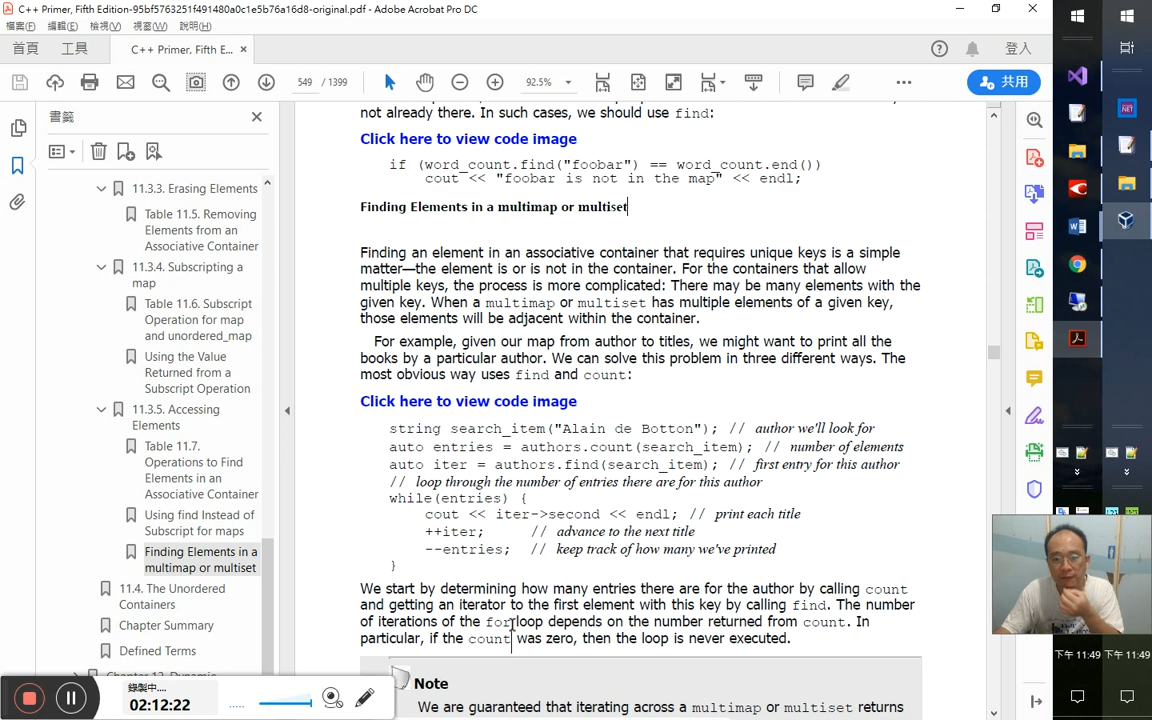 C++ Primer, Fifth Edition-95bf5763251f491480a0c1e5b76a16d8-original.pdf - Adobe Acrobat Pro DC
檔案(F) 編輯(E) 檢視(V) 視窗(W) 說明(H)
首頁 工具 C++ Primer, Fifth E... × 登入
549 / 1399 92.5% 共用
書籤
11.3.3. Erasing Elements
Table 11.5. Removing
Elements from an
Associative Container
11.3.4. Subscripting a
map
Table 11.6. Subscript
Operation for map
and unordered_map
Using the Value
Returned from a
Subscript Operation
11.3.5. Accessing
Elements
Table 11.7.
Operations to Find
Elements in an
Associative Container
Using find Instead of
Subscript for maps
Finding Elements in a
multimap or multiset
11.4. The Unordered
Containers
Chapter Summary
Defined Terms
Chapter 12. Dynamic
not already there. In such cases, we should use find:
Click here to view code image
if (word_count.find("foobar") == word_count.end())
cout << "foobar is not in the map" << endl;
Finding Elements in a multimap or multiset
Finding an element in an associative container that requires unique keys is a simple
matter—the element is or is not in the container. For the containers that allow
multiple keys, the process is more complicated: There may be many elements with the
given key. When a multimap or multiset has multiple elements of a given key,
those elements will be adjacent within the container.
For example, given our map from author to titles, we might want to print all the
books by a particular author. We can solve this problem in three different ways. The
most obvious way uses find and count:
Click here to view code image
string search_item("Alain de Botton"); // author we'll look for
auto entries = authors.count(search_item); // number of elements
auto iter = authors.find(search_item); // first entry for this author
// loop through the number of entries there are for this author
while(entries) {
cout << iter->second << endl; // print each title
++iter; // advance to the next title
--entries; // keep track of how many we've printed
}
We start by determining how many entries there are for the author by calling count
and getting an iterator to the first element with this key by calling find. The number
of iterations of the for loop depends on the number returned from count. In
particular, if the count was zero, then the loop is never executed.
Note
We are guaranteed that iterating across a multimap or multiset returns
錄製中....
02:12:22
下午 11:49 下午 11:49